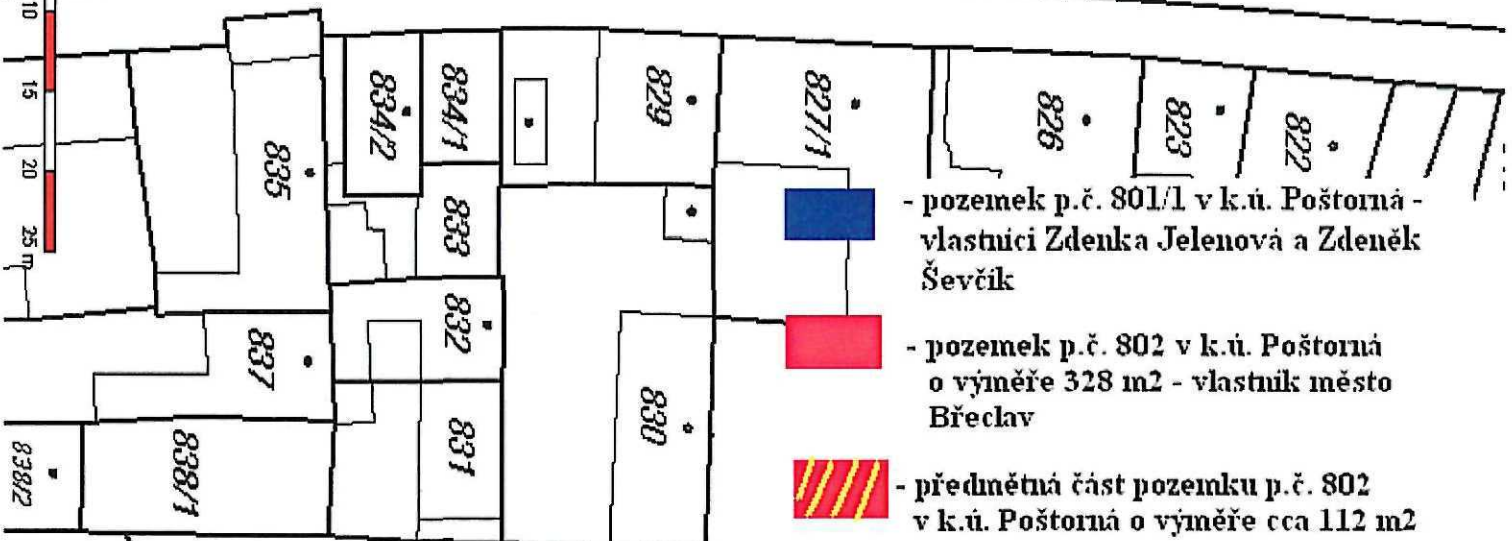 10
15
20
25 m
835
834/2
834/1
829
827/1
826
823
822
833
832
837
830
831
838/1
838/2
- pozemek p.č. 801/1 v k.ú. Poštorná -
vlastníci Zdenka Jelenová a Zdeněk
Ševčík
- pozemek p.č. 802 v k.ú. Poštorná
o výměře 328 m2 - vlastník město
Břeclav
- předmětná část pozemku p.č. 802
v k.ú. Poštorná o výměře cca 112 m2